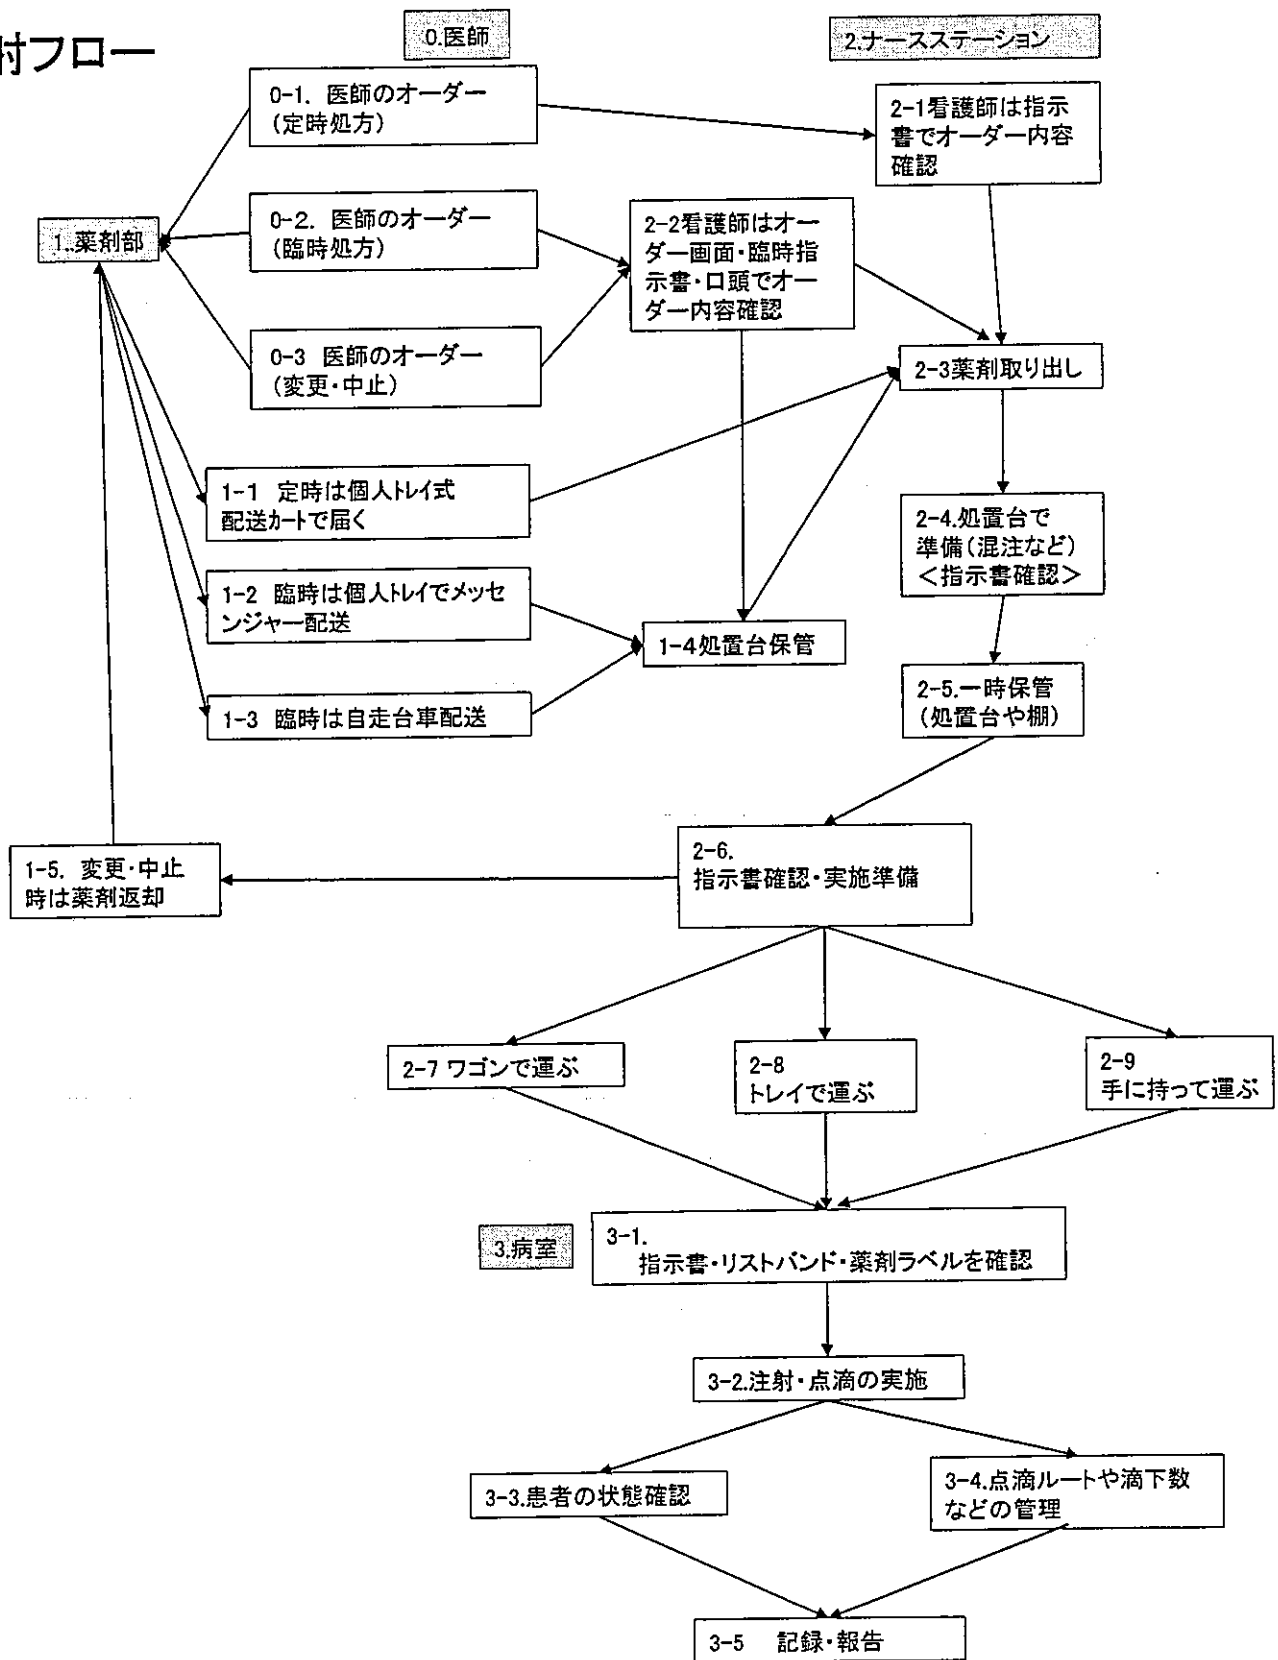 射フロー
0.医師
2.ナースステーション
0-1. 医師のオーダー
(定時処方)
2-1看護師は指示
書でオーダー内容
確認
0-2. 医師のオーダー
(臨時処方)
2-2看護師はオー
ダー画面・臨時指
示書・口頭でオー
ダー内容確認
1.薬剤部
0-3 医師のオーダー
(変更・中止)
2-3薬剤取り出し
1-1 定時は個人トレイ式
配送カートで届く
2-4.処置台で
準備(混注など)
<指示書確認>
1-2 臨時は個人トレイでメッセ
ンジャー配送
1-4処置台保管
1-3 臨時は自走台車配送
2-5.一時保管
(処置台や棚)
1-5. 変更・中止
時は薬剤返却
2-6.
指示書確認・実施準備
2-7 ワゴンで運ぶ
2-8
トレイで運ぶ
2-9
手に持って運ぶ
3.病室
3-1.
指示書・リストバンド・薬剤ラベルを確認
3-2.注射・点滴の実施
3-3.患者の状態確認
3-4.点滴ルートや滴下数
などの管理
3-5 記録・報告